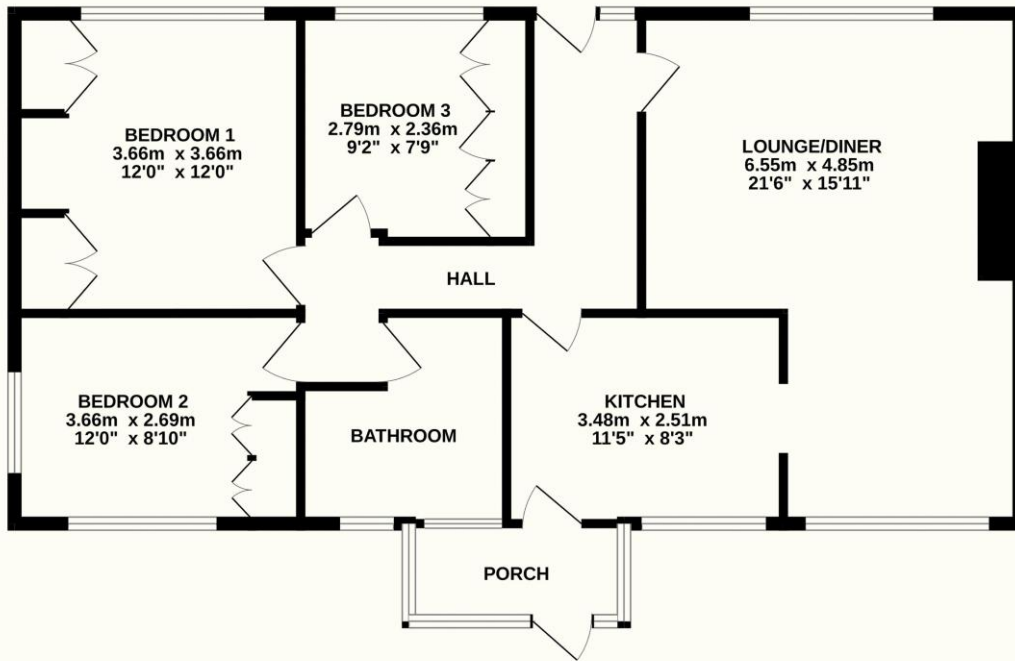 BEDROOM 1
3.66m x 3.66m
12'0" x 12'0"
BEDROOM 3
2.79m x 2.36m
9'2" x 7'9"
LOUNGE/DINER
6.55m x 4.85m
21'6" x 15'11"
HALL
BEDROOM 2
3.66m x 2.69m
12'0" x 8'10"
BATHROOM
KITCHEN
3.48m x 2.51m
11'5" x 8'3"
PORCH